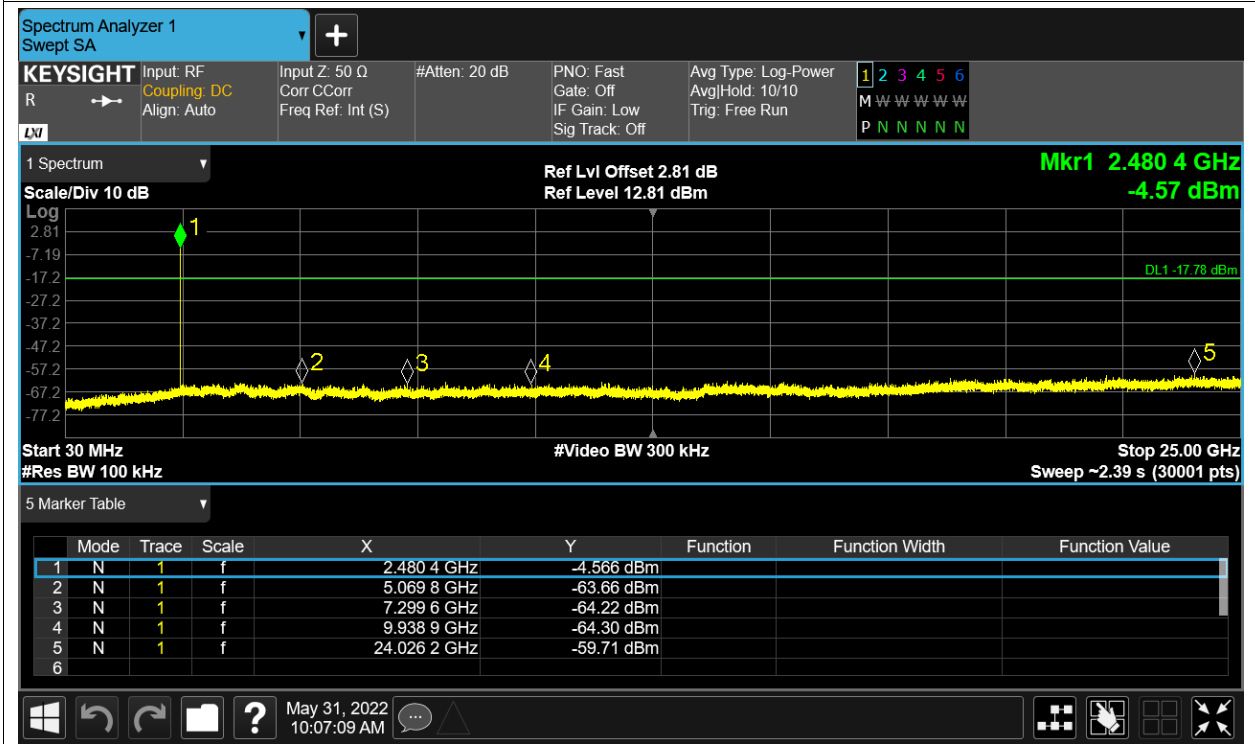 Spectrum Analyzer 1
Swept SA
+
KEYSIGHT
R
LXI
Input: RF
Coupling: DC
Align: Auto
Input Z: 50 Ω
Corr CCorr
Freq Ref: Int (S)
#Atten: 20 dB
PNO: Fast
Gate: Off
IF Gain: Low
Sig Track: Off
Avg Type: Log-Power
Avg|Hold: 10/10
Trig: Free Run
1 2 3 4 5 6
M W W W W W
P N N N N N
1 Spectrum
Scale/Div 10 dB
Ref Lvl Offset 2.81 dB
Ref Level 12.81 dBm
Mkr1 2.480 4 GHz
-4.57 dBm
Log
2.81
-7.19
-17.2
-27.2
-37.2
-47.2
-57.2
-67.2
-77.2
1
2
3
4
5
DL1 -17.78 dBm
Start 30 MHz
#Video BW 300 kHz
Stop 25.00 GHz
#Res BW 100 kHz
Sweep ~2.39 s (30001 pts)
5 Marker Table
Mode Trace Scale X Y Function Function Width Function Value
1 N 1 f 2.480 4 GHz -4.566 dBm
2 N 1 f 5.069 8 GHz -63.66 dBm
3 N 1 f 7.299 6 GHz -64.22 dBm
4 N 1 f 9.938 9 GHz -64.30 dBm
5 N 1 f 24.026 2 GHz -59.71 dBm
6
?
May 31, 2022
10:07:09 AM